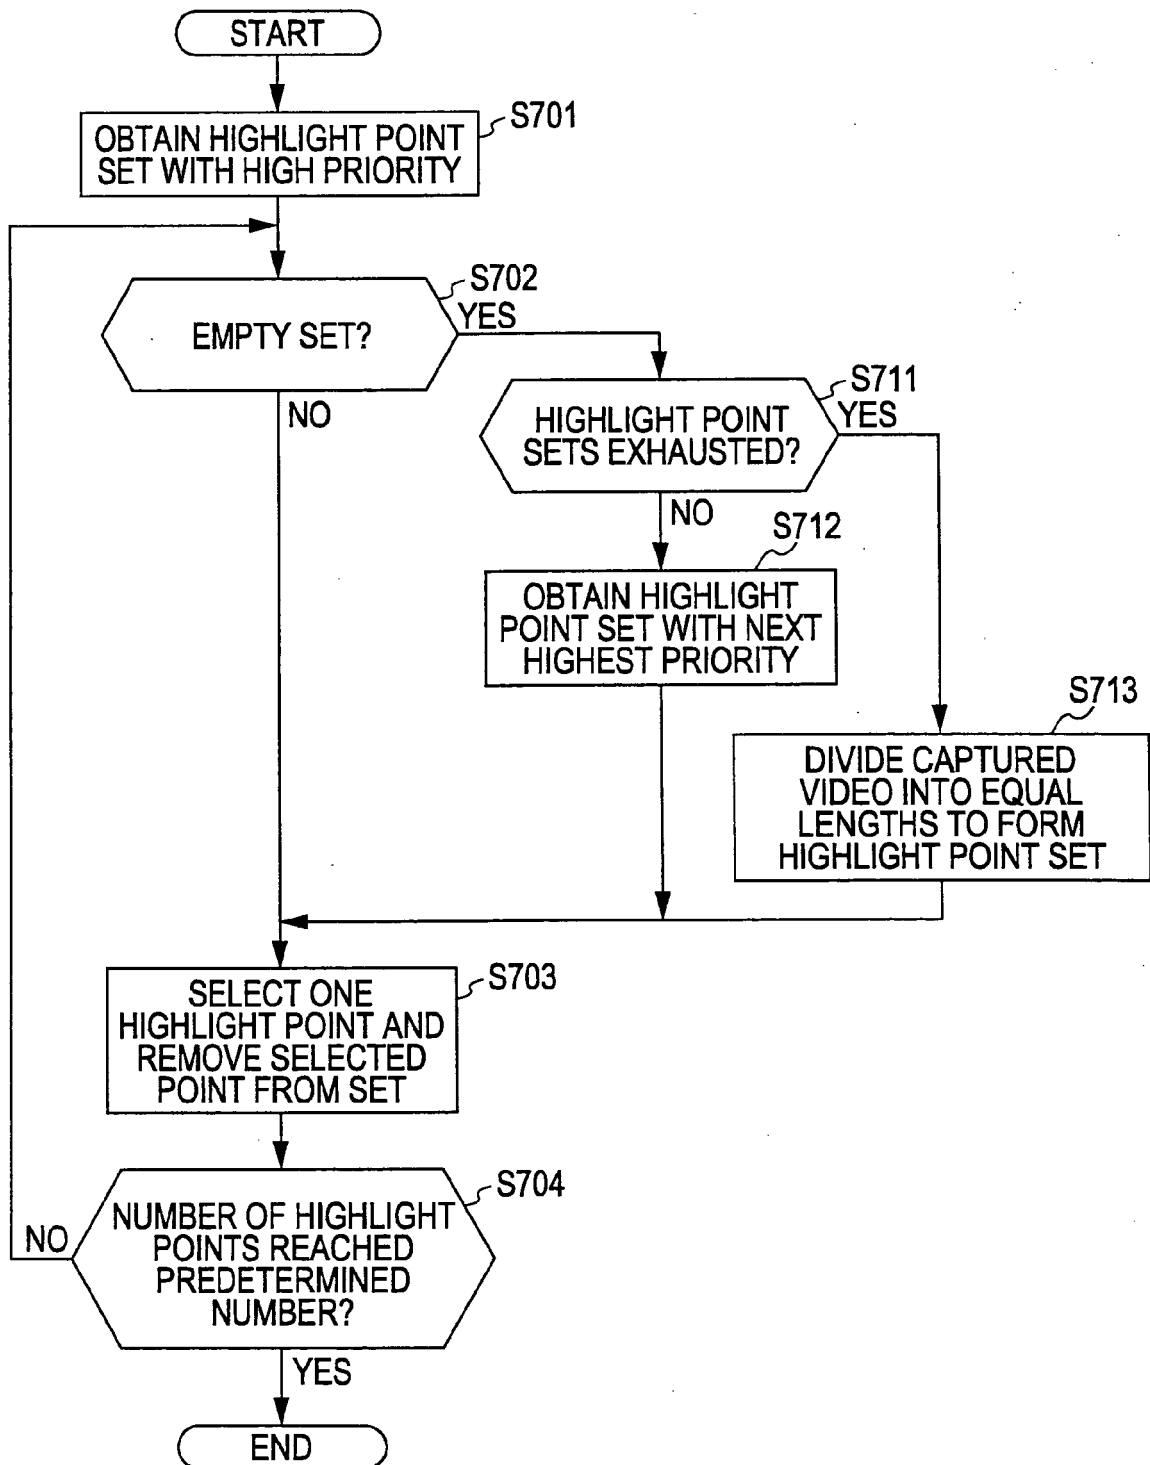 START
S701
OBTAIN HIGHLIGHT POINT
SET WITH HIGH PRIORITY
S702
EMPTY SET?
YES
NO
S711
HIGHLIGHT POINT
SETS EXHAUSTED?
YES
NO
S712
OBTAIN HIGHLIGHT
POINT SET WITH NEXT
HIGHEST PRIORITY
S713
DIVIDE CAPTURED
VIDEO INTO EQUAL
LENGTHS TO FORM
HIGHLIGHT POINT SET
S703
SELECT ONE
HIGHLIGHT POINT AND
REMOVE SELECTED
POINT FROM SET
S704
NUMBER OF HIGHLIGHT
POINTS REACHED
PREDETERMINED
NUMBER?
NO
YES
END